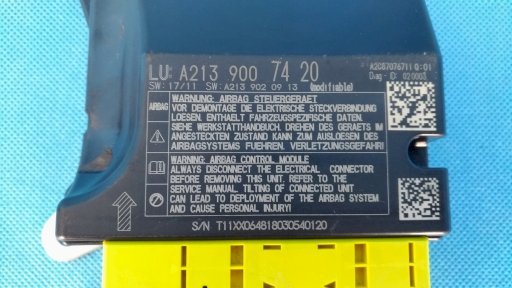 LU A213 900 74 20
SW:17/11 SW:A213 902 09 13 (modifiable)
A2C87076711 Q:01
Diag-ID: 020003
AIRBAG
WARNUNG: AIRBAG STEUERGERAET
VOR DEMONTAGE DIE ELEKTRISCHE STECKVERBINDUNG
LOESEN. ENTHAELT FAHRZEUGSPEZIFISCHE DATEN.
SIEHE WERKSTATTHANDBUCH. DREHEN DES GERAETS IM
ANGESTECKTEN ZUSTAND KANN ZUM AUSLOESEN DES
AIRBAGSYSTEMS FUEHREN. VERLETZUNGSGEFAHR!
WARNING: AIRBAG CONTROL MODULE
ALWAYS DISCONNECT THE ELECTRICAL CONNECTOR
BEFORE REMOVING THIS UNIT. REFER TO THE
SERVICE MANUAL. TILTING OF CONNECTED UNIT
CAN LEAD TO DEPLOYMENT OF THE AIRBAG SYSTEM
AND CAUSE PERSONAL INJURY!
S/N T11XX064818030540120